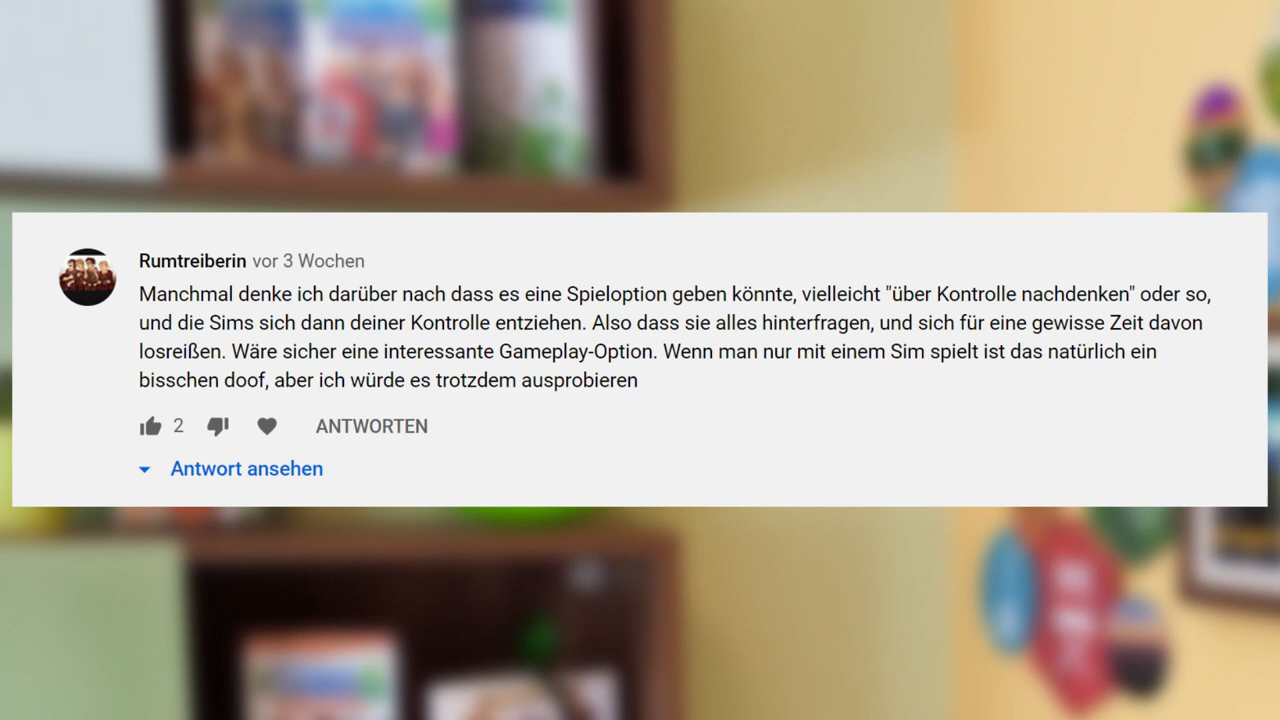 Rumtreiberin vor 3 Wochen
Manchmal denke ich darüber nach dass es eine Spieloption geben könnte, vielleicht "über Kontrolle nachdenken" oder so,
und die Sims sich dann deiner Kontrolle entziehen. Also dass sie alles hinterfragen, und sich für eine gewisse Zeit davon
losreißen. Wäre sicher eine interessante Gameplay-Option. Wenn man nur mit einem Sim spielt ist das natürlich ein
bisschen doof, aber ich würde es trotzdem ausprobieren
2 ANTWORTEN
Antwort ansehen